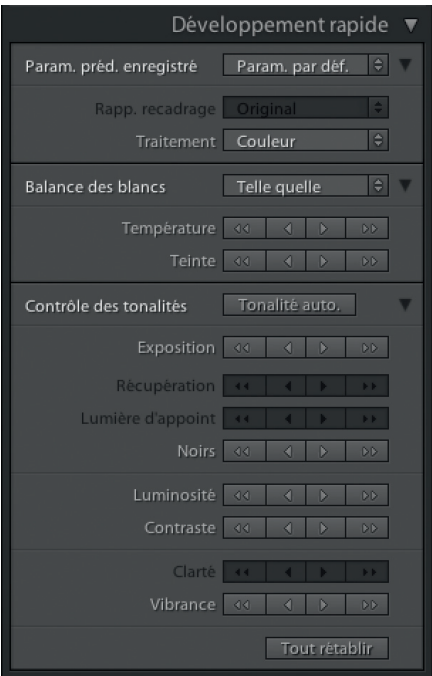 Développement rapide
Param. préd. enregistré Param. par déf.
Rapp. recadrage Original
Traitement Couleur
Balance des blancs Telle quelle
Température
Teinte
Contrôle des tonalités Tonalité auto.
Exposition
Récupération
Lumière d'appoint
Noirs
Luminosité
Contraste
Clarté
Vibrance
Tout rétablir